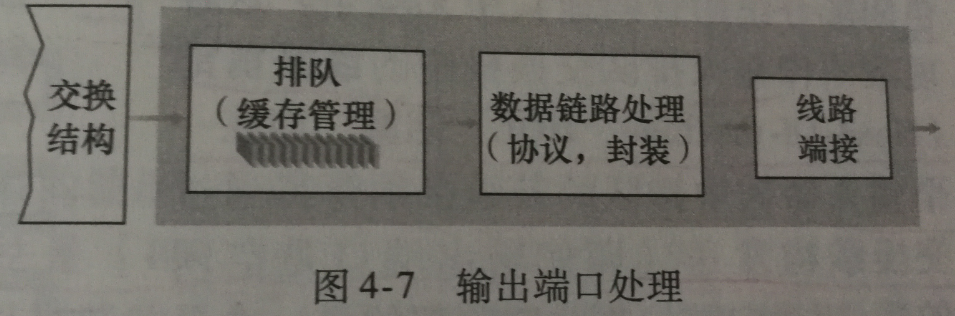 交换
结构
排队
（缓存管理）
数据链路处理
（协议，封装）
线路
端接
图 4-7 输出端口处理